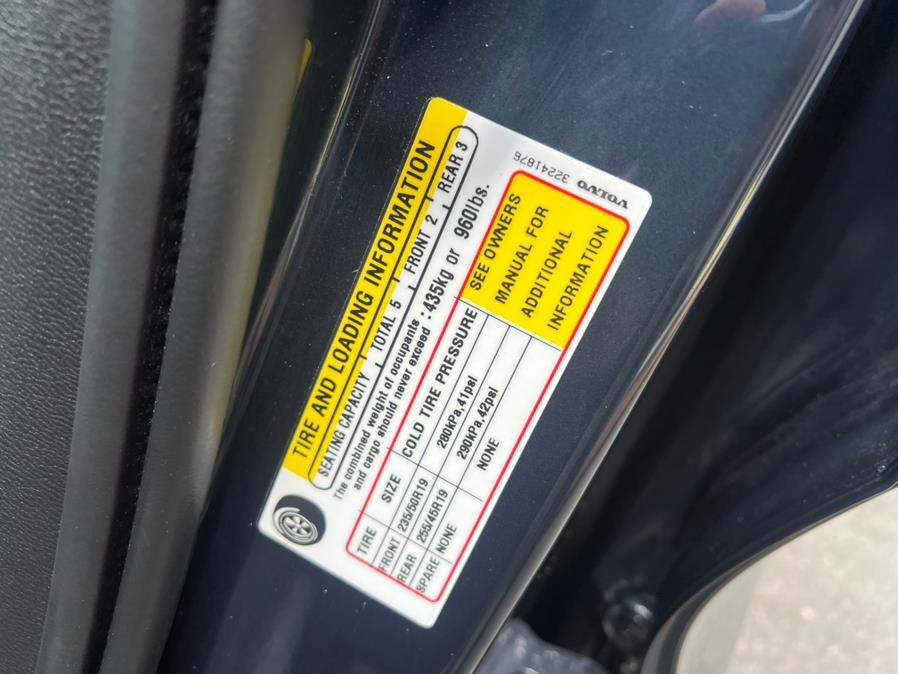 TIRE AND LOADING INFORMATION
SEATING CAPACITY TOTAL 5 FRONT 2 REAR 3
The combined weight of occupants
and cargo should never exceed : 435kg or 960lbs.
TIRE SIZE COLD TIRE PRESSURE
FRONT 235/50R19 280kPa,41psi
REAR 255/45R19 290kPa,42psi
SPARE NONE NONE
SEE OWNERS
MANUAL FOR
ADDITIONAL
INFORMATION
VOLVO 32241876